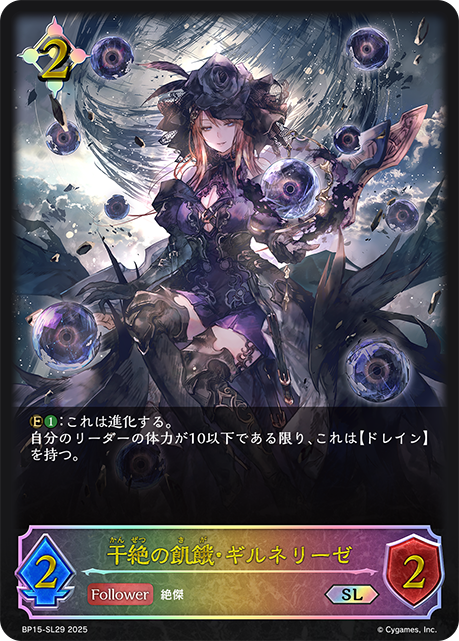 2
E1:これは進化する。
自分のリーダーの体力が10以下である限り、これは【ドレイン】
を持つ。
かん ぜつ き が
干絶の飢餓・ギルネリーゼ
2
Follower 絶傑
SL
2
BP15-SL29 2025
© Cygames, Inc.